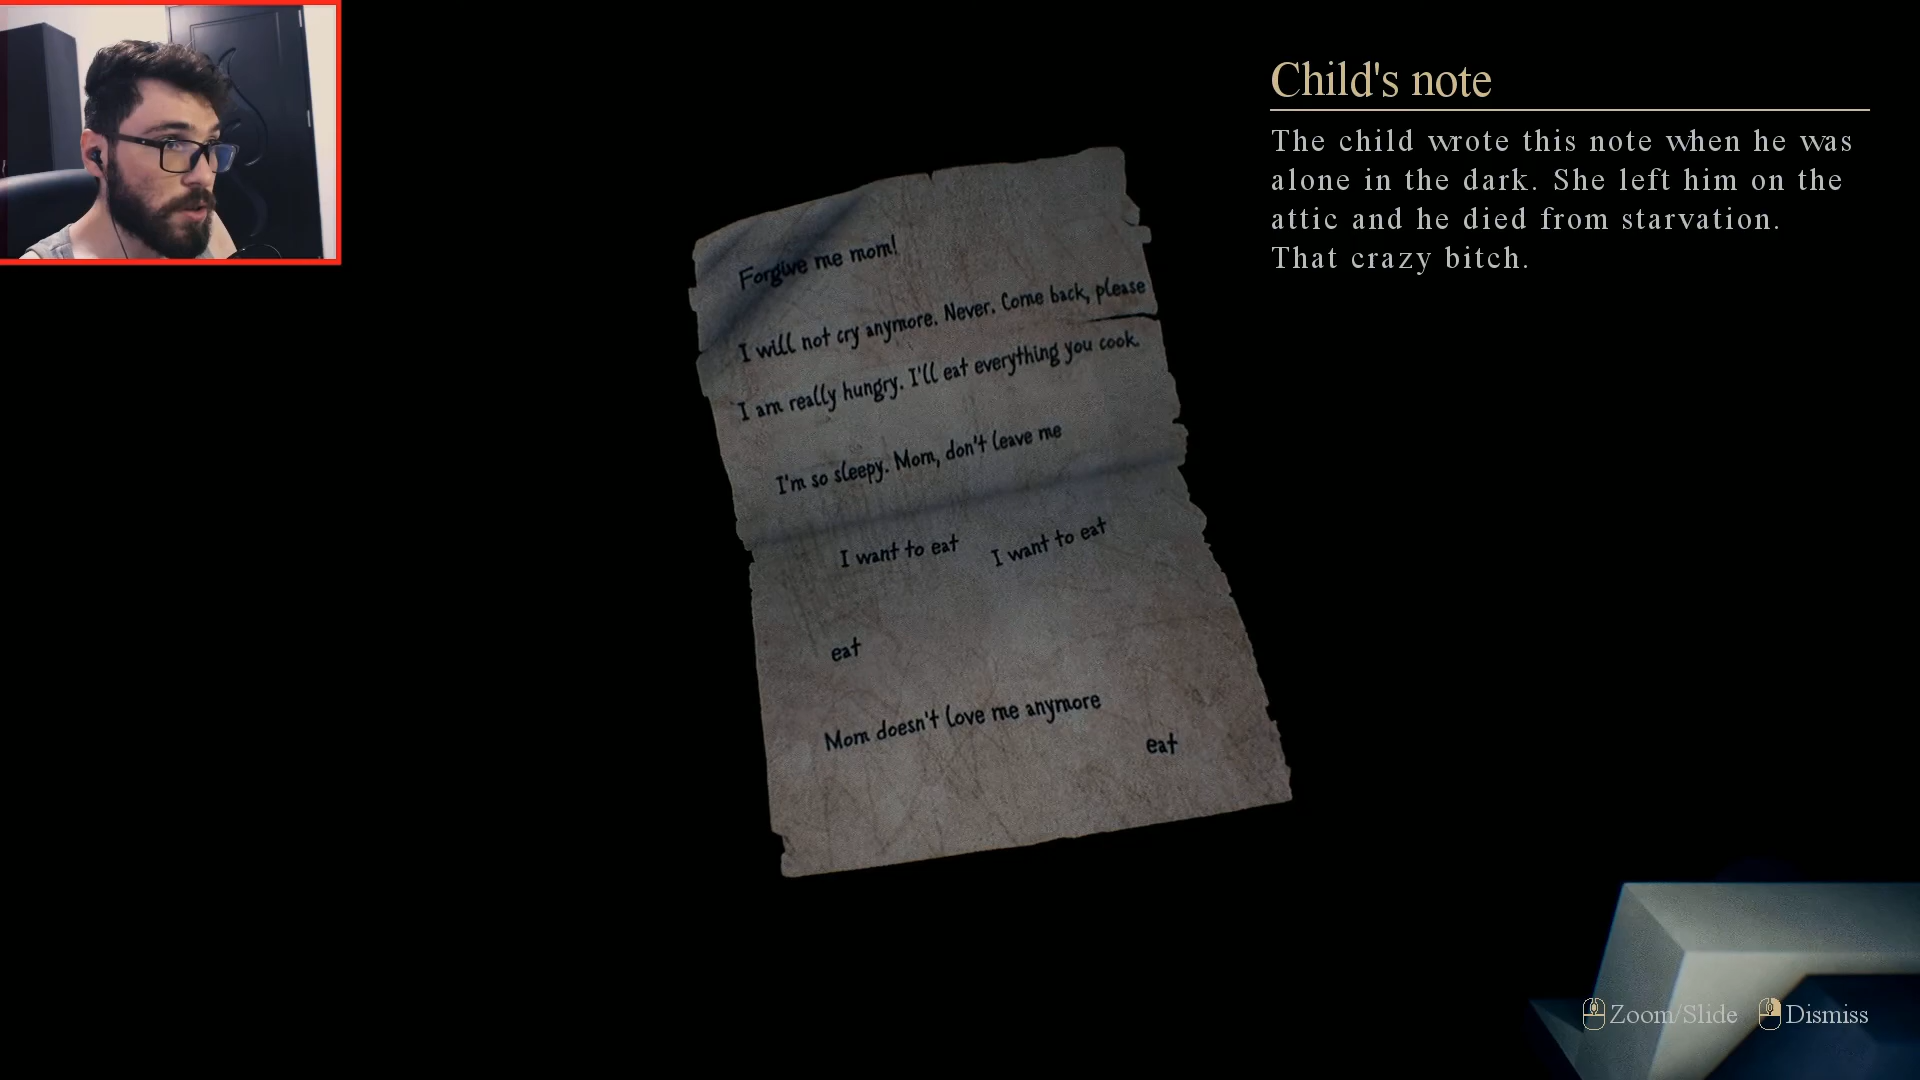 Child's note
The child wrote this note when he was
alone in the dark. She left him on the
attic and he died from starvation.
That crazy bitch.
Forgive me mom!
I will not cry anymore. Never. Come back, please
I am really hungry. I'll eat everything you cook.
I'm so sleepy. Mom, don't leave me
I want to eat I want to eat
eat
Mom doesn't love me anymore
eat
Zoom/Slide Dismiss